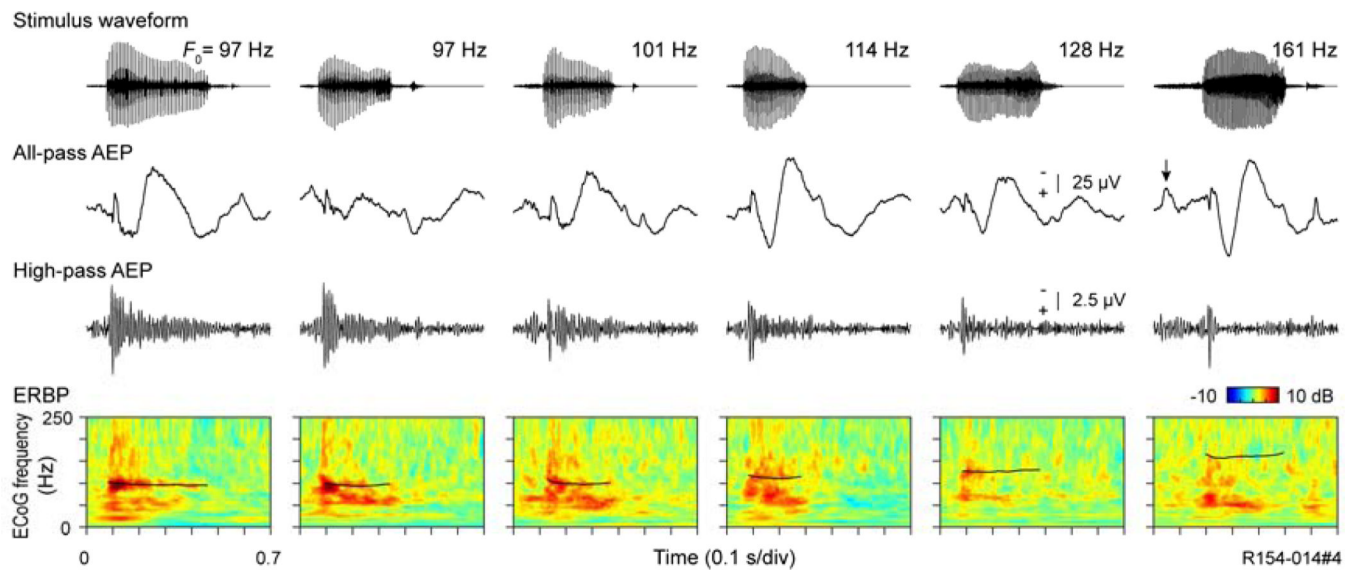 Stimulus waveform
F0= 97 Hz
97 Hz
101 Hz
114 Hz
128 Hz
161 Hz
All-pass AEP
-
+
25 µV
High-pass AEP
-
+
2.5 µV
ERBP
-10
10 dB
250
0
ECoG frequency
(Hz)
0
0.7
Time (0.1 s/div)
R154-014#4